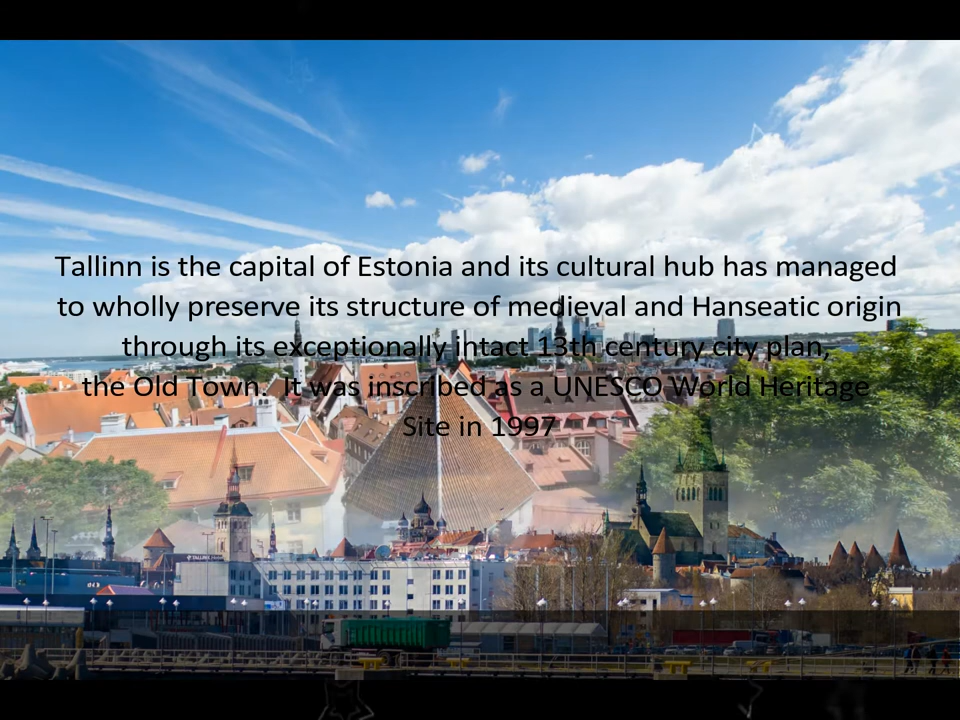 Tallinn is the capital of Estonia and its cultural hub has managed
to wholly preserve its structure of medieval and Hanseatic origin
through its exceptionally intact 13th century city plan,
the Old Town.  It was inscribed as a UNESCO World Heritage
Site in 1997
TALLINN